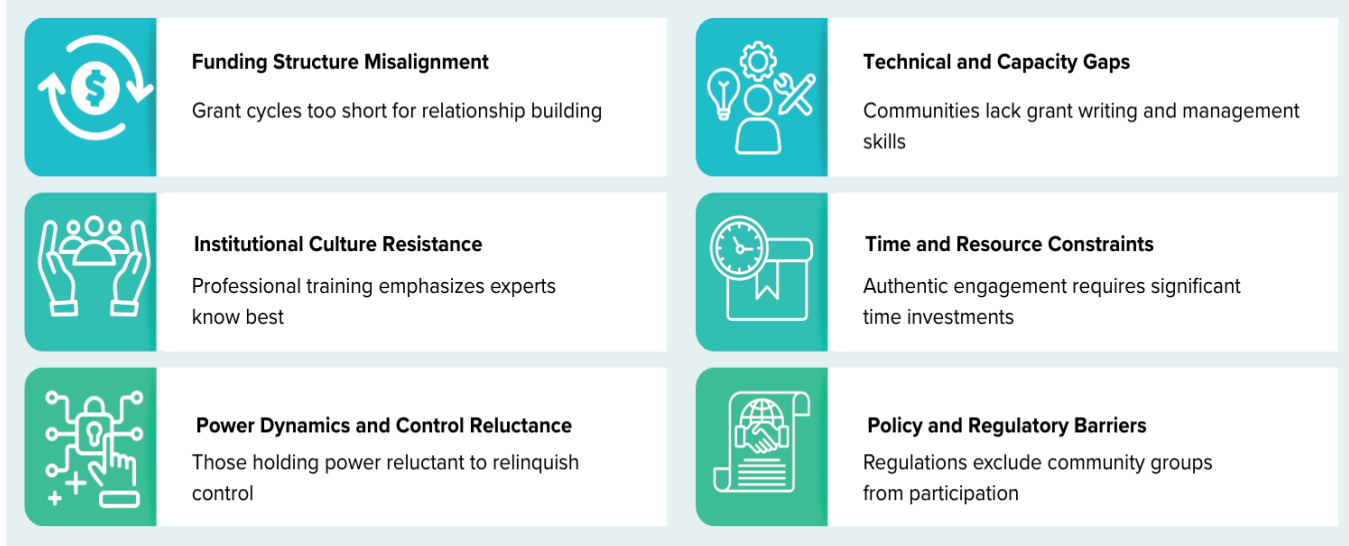 Funding Structure Misalignment
Grant cycles too short for relationship building
Technical and Capacity Gaps
Communities lack grant writing and management
skills
Institutional Culture Resistance
Professional training emphasizes experts
know best
Time and Resource Constraints
Authentic engagement requires significant
time investments
Power Dynamics and Control Reluctance
Those holding power reluctant to relinquish
control
Policy and Regulatory Barriers
Regulations exclude community groups
from participation